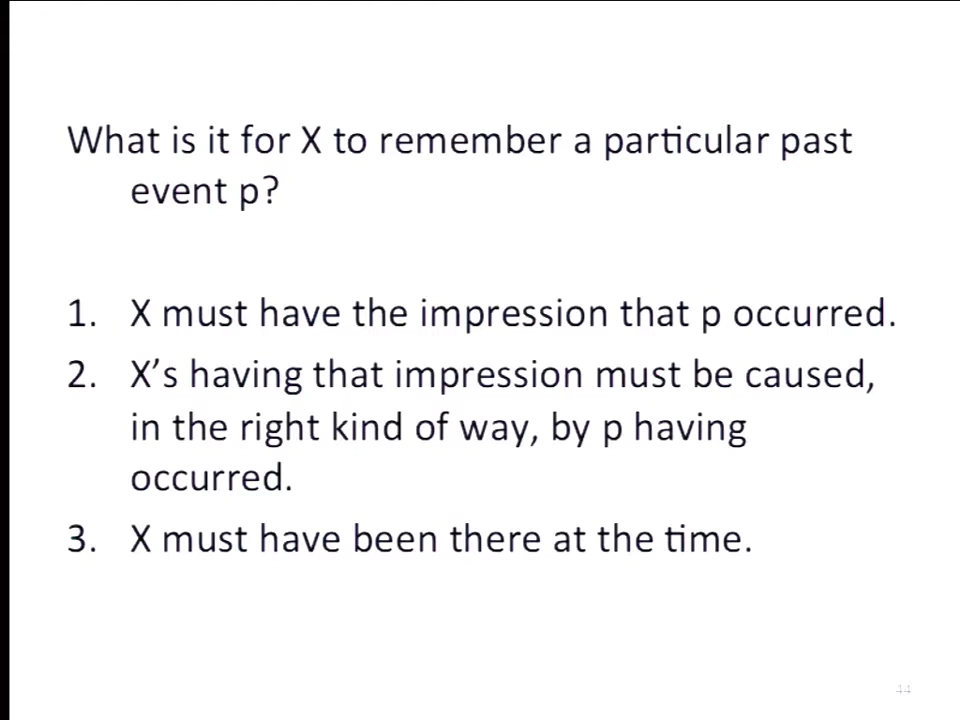 What is it for X to remember a particular past
event p?
1. X must have the impression that p occurred.
2. X’s having that impression must be caused,
in the right kind of way, by p having
occurred.
3. X must have been there at the time.
44